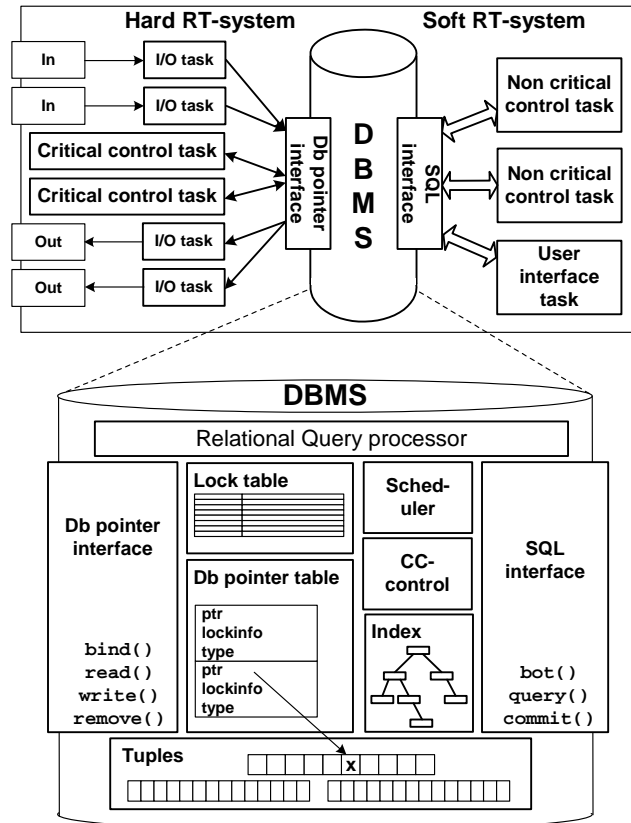 Hard RT-system
Soft RT-system
In
I/O task
In
I/O task
Critical control task
Critical control task
Out
I/O task
Out
I/O task
Db pointer
interface
D
B
M
S
SQL
interface
Non critical
control task
Non critical
control task
User
interface
task
DBMS
Relational Query processor
Db pointer
interface
bind()
read()
write()
remove()
Lock table
Db pointer table
ptr
lockinfo
type
ptr
lockinfo
type
Sched-
uler
CC-
control
Index
SQL
interface
bot()
query()
commit()
Tuples
x